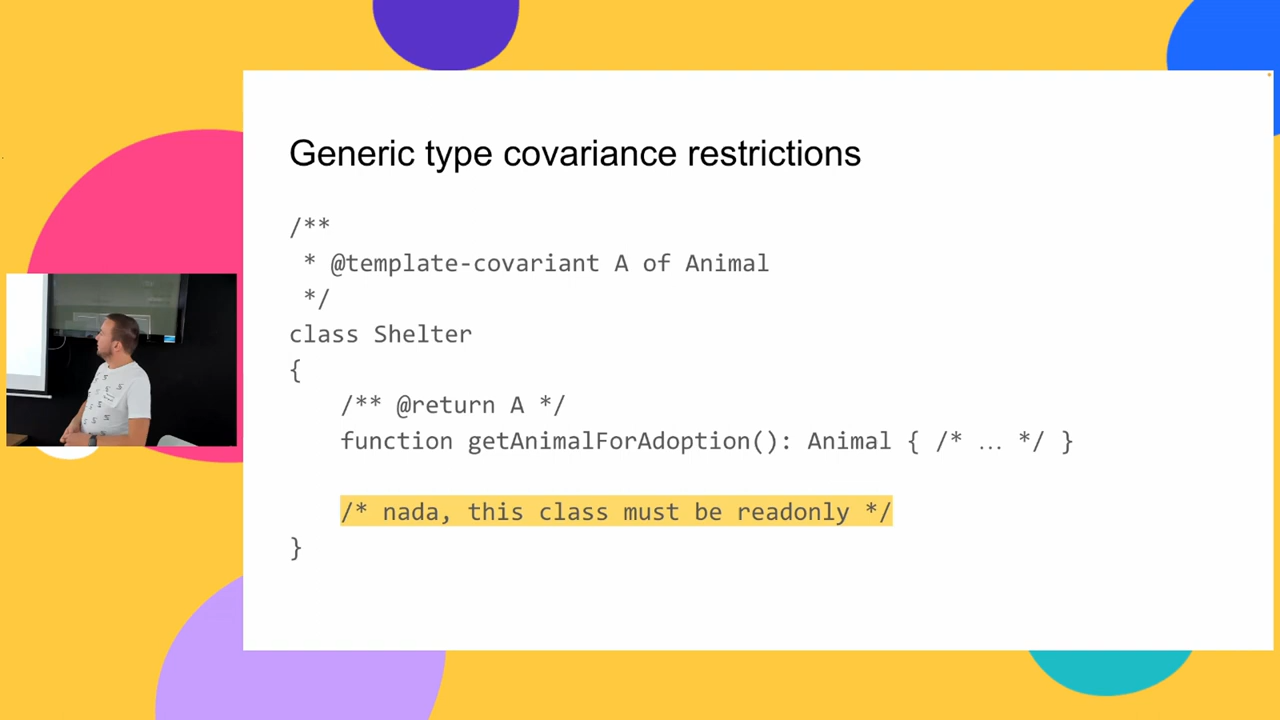 Generic type covariance restrictions
/**
 * @template-covariant A of Animal
 */
class Shelter
{
/** @return A */
function getAnimalForAdoption(): Animal { /* … */ }
/* nada, this class must be readonly */
}